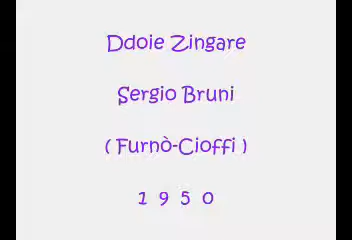 Ddoie Zingare
Sergio Bruni
( Furnò-Cioffi )
1 9 5 0